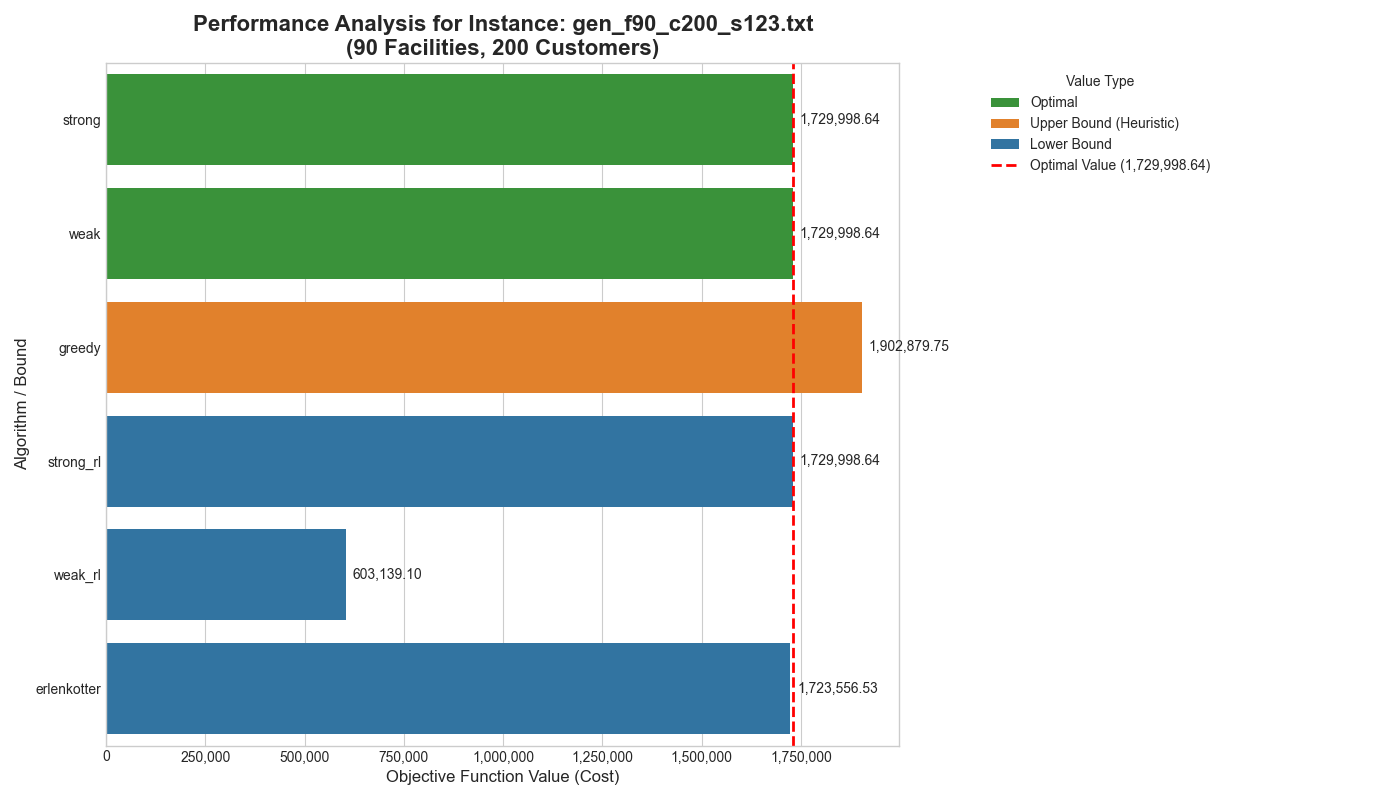 Performance Analysis for Instance: gen_f90_c200_s123.txt
(90 Facilities, 200 Customers)
Value Type
Optimal
Upper Bound (Heuristic)
Lower Bound
Optimal Value (1,729,998.64)
Algorithm / Bound
strong
1,729,998.64
weak
1,729,998.64
greedy
1,902,879.75
strong_rl
1,729,998.64
weak_rl
603,139.10
erlenkotter
1,723,556.53
0
250,000
500,000
750,000
1,000,000
1,250,000
1,500,000
1,750,000
Objective Function Value (Cost)